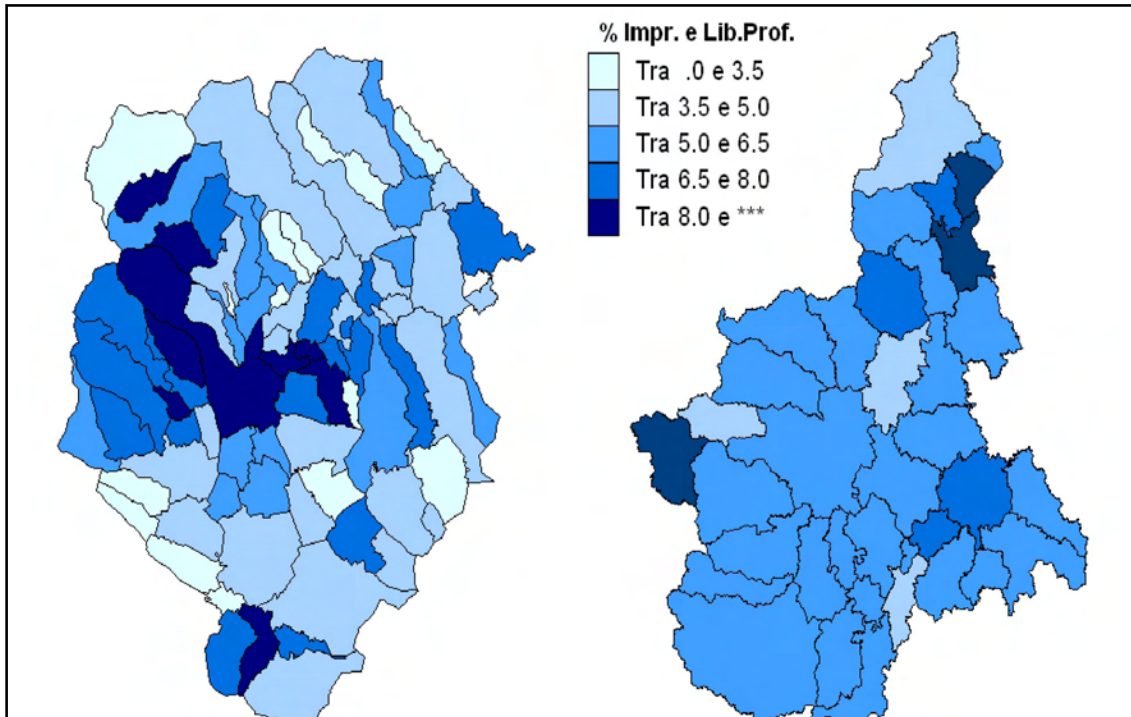 % Impr. e Lib.Prof.
Tra .0 e 3.5
Tra 3.5 e 5.0
Tra 5.0 e 6.5
Tra 6.5 e 8.0
Tra 8.0 e ***